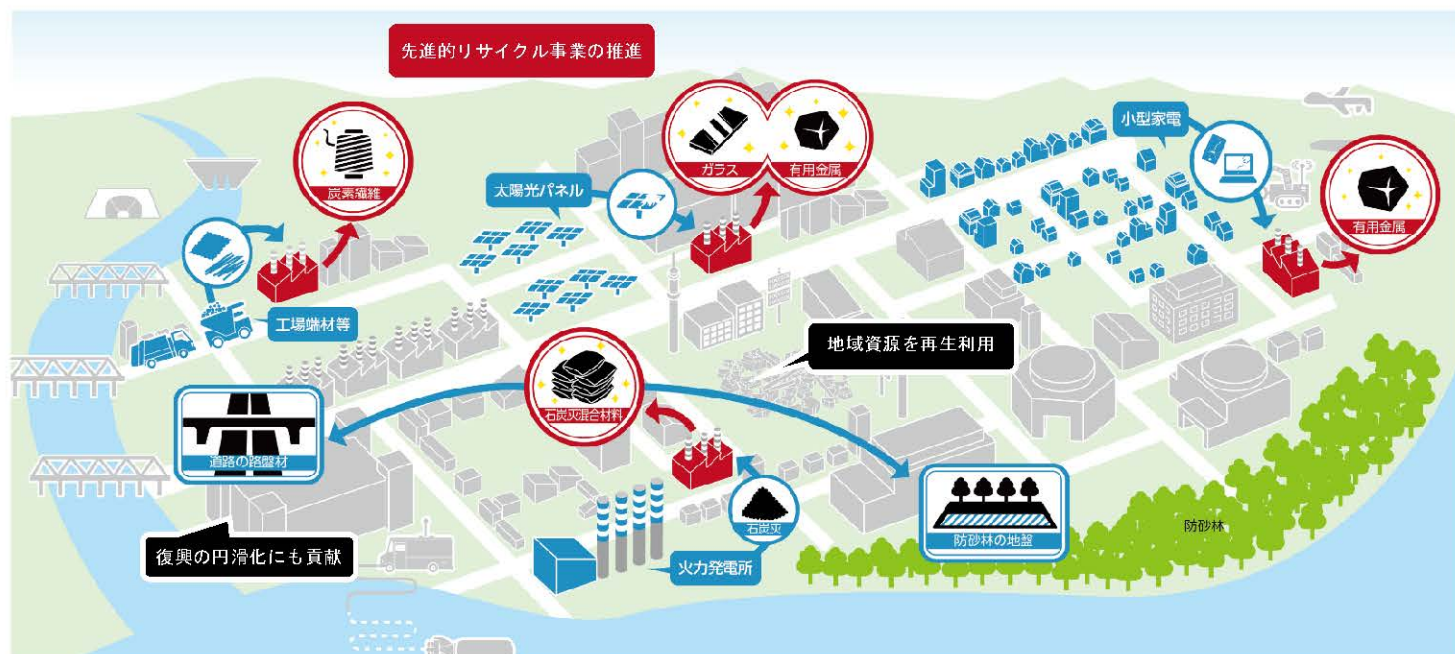 先進的リサイクル事業の推進
炭素繊維
ガラス
有用金属
小型家電
太陽光パネル
有用金属
工場端材等
地域資源を再生利用
石炭灰混合材料
道路の路盤材
石炭灰
防砂林の地盤
防砂林
復興の円滑化にも貢献
火力発電所